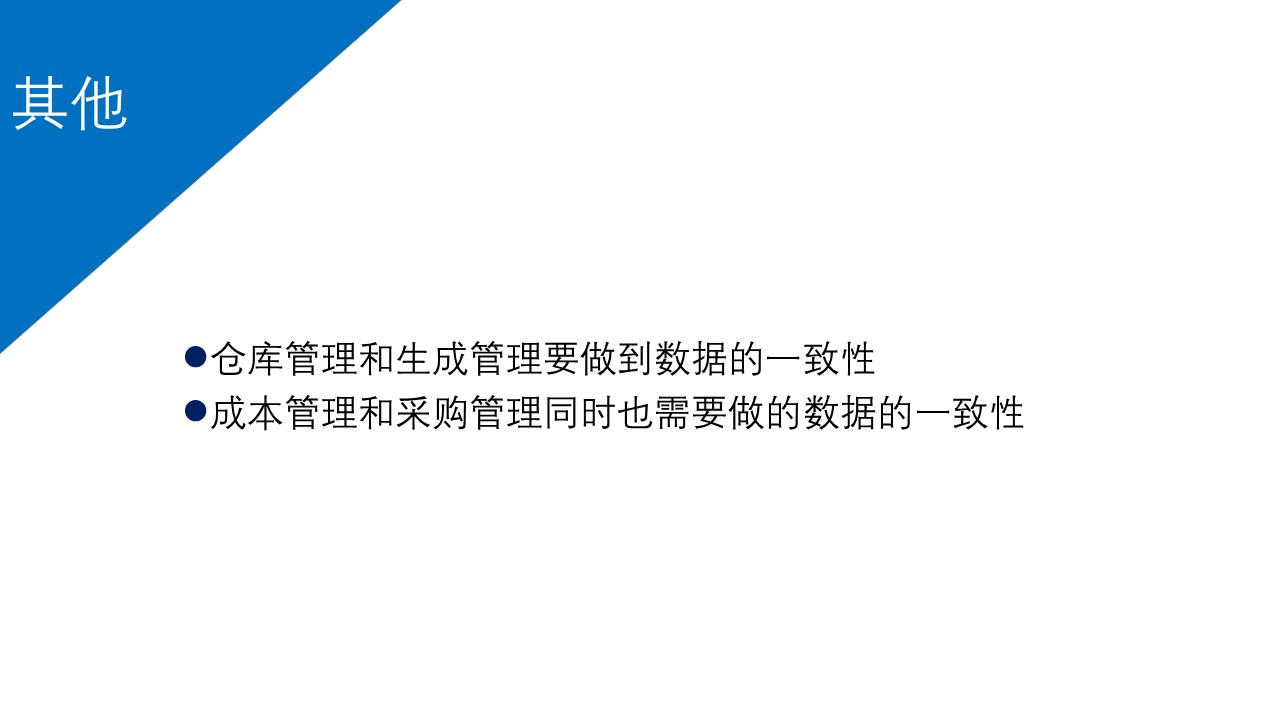 其他
●仓库管理和生成管理要做到数据的一致性
●成本管理和采购管理同时也需要做的数据的一致性